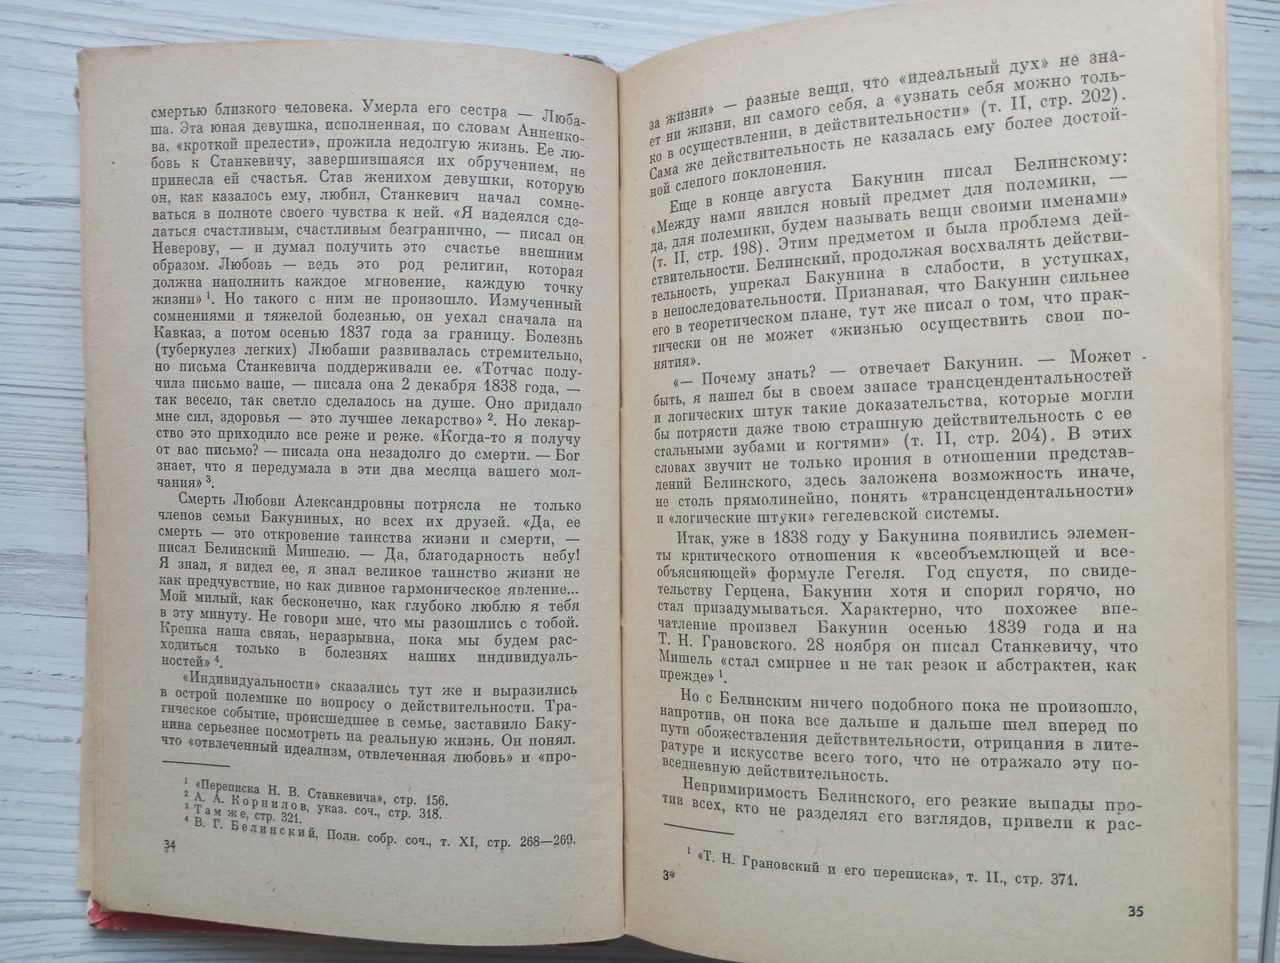 смертью близкого человека. Умерла его сестра — Люба-
ша. Эта юная девушка, исполненная, по словам Анненко-
ва, «кроткой прелести», прожила недолгую жизнь. Ее лю-
бовь к Станкевичу, завершившаяся их обручением, не
принесла ей счастья. Став женихом девушки, которую
он, как казалось ему, любил, Станкевич начал сомне-
ваться в полноте своего чувства к ней. «Я надеялся сде-
латься счастливым, счастливым безгранично, — писал он
Неверову, — и думал получить это счастье внешним
образом. Любовь — ведь это род религии, которая
должна наполнить каждое мгновение, каждую точку
жизни»¹. Но такого с ним не произошло. Измученный
сомнениями и тяжелой болезнью, он уехал сначала на
Кавказ, а потом осенью 1837 года за границу. Болезнь
(туберкулез легких) Любаши развивалась стремительно,
но письма Станкевича поддерживали ее. «Тотчас полу-
чила письмо ваше, — писала она 2 декабря 1838 года, —
так весело, так светло сделалось на душе. Оно придало
мне сил, здоровья — это лучшее лекарство»². Но лекар-
ство это приходило все реже и реже. «Когда-то я получу
от вас письмо? — писала она незадолго до смерти. — Бог
знает, что я передумала в эти два месяца вашего мол-
чания»³.
Смерть Любови Александровны потрясла не только
членов семьи Бакуниных, но всех их друзей. «Да, ее
смерть — это откровение таинства жизни и смерти, —
писал Белинский Мишелю. — Да, благодарность небу!
Я знал, я видел ее, я знал великое таинство жизни не
как предчувствие, но как дивное гармоническое явление...
Мой милый, как бесконечно, как глубоко люблю я тебя
в эту минуту. Не говори мне, что мы разошлись с тобой.
Крепка наша связь, неразрывна, пока мы будем рас-
ходиться только в болезнях наших индивидуаль-
ностей»⁴.
«Индивидуальности» сказались тут же и выразились
в острой полемике по вопросу о действительности. Тра-
гическое событие, происшедшее в семье, заставило Баку-
нина серьезнее посмотреть на реальную жизнь. Он понял,
что «отвлеченный идеализм, отвлеченная любовь» и «про-
¹ «Переписка Н. В. Станкевича», стр. 156.
² А. А. Корнилов, указ. соч., стр. 318.
³ Там же, стр. 321.
⁴ В. Г. Белинский, Полн. собр. соч., т. XI, стр. 268—269.
34
за жизни» — разные вещи, что «идеальный дух» не зна-
ет ни жизни, ни самого себя, а «узнать себя можно толь-
ко в осуществлении, в действительности» (т. II, стр. 202).
Сама же действительность не казалась ему более достой-
ной слепого поклонения.
Еще в конце августа Бакунин писал Белинскому:
«Между нами явился новый предмет для полемики, —
да, для полемики, будем называть вещи своими именами»
(т. II, стр. 198). Этим предметом и была проблема дей-
ствительности. Белинский, продолжая восхвалять действи-
тельность, упрекал Бакунина в слабости, в уступках,
в непоследовательности. Признавая, что Бакунин сильнее
его в теоретическом плане, тут же писал о том, что прак-
тически он не может «жизнью осуществить свои по-
нятия».
«— Почему знать? — отвечает Бакунин. — Может
быть, я нашел бы в своем запасе трансцендентальностей
и логических штук такие доказательства, которые могли
бы потрясти даже твою страшную действительность с ее
стальными зубами и когтями» (т. II, стр. 204). В этих
словах звучит не только ирония в отношении представ-
лений Белинского, здесь заложена возможность иначе,
не столь прямолинейно, понять «трансцендентальности»
и «логические штуки» гегелевской системы.
Итак, уже в 1838 году у Бакунина появились элемен-
ты критического отношения к «всеобъемлющей и все-
объясняющей» формуле Гегеля. Год спустя, по свиде-
тельству Герцена, Бакунин хотя и спорил горячо, но
стал призадумываться. Характерно, что похожее впе-
чатление произвел Бакунин осенью 1839 года и на
Т. Н. Грановского. 28 ноября он писал Станкевичу, что
Мишель «стал смирнее и не так резок и абстрактен, как
прежде»¹.
Но с Белинским ничего подобного пока не произошло,
напротив, он пока все дальше и дальше шел вперед по
пути обожествления действительности, отрицания в лите-
ратуре и искусстве всего того, что не отражало эту по-
вседневную действительность.
Непримиримость Белинского, его резкие выпады про-
тив всех, кто не разделял его взглядов, привели к рас-
¹ «Т. Н. Грановский и его переписка», т. II., стр. 371.
3*
35